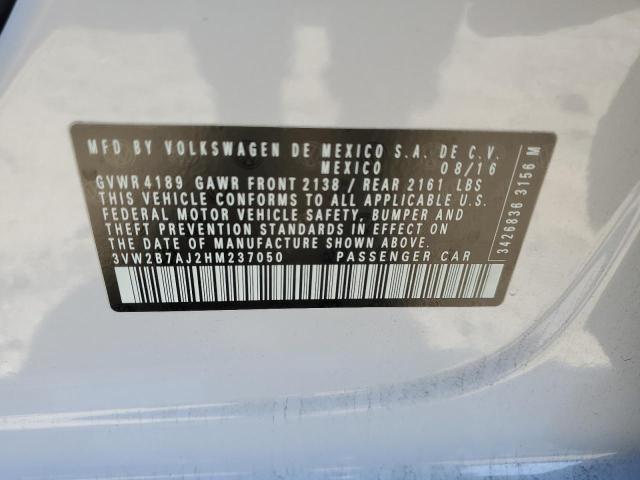 MFD BY VOLKSWAGEN DE MEXICO S.A. DE C.V.
MEXICO 08/16
GVWR 4189 GAWR FRONT 2138 / REAR 2161 LBS
THIS VEHICLE CONFORMS TO ALL APPLICABLE U.S.
FEDERAL MOTOR VEHICLE SAFETY, BUMPER AND
THEFT PREVENTION STANDARDS IN EFFECT ON THE
DATE OF MANUFACTURE SHOWN ABOVE.
3VW2B7AJ2HM237050 PASSENGER CAR
3426836 3156 M